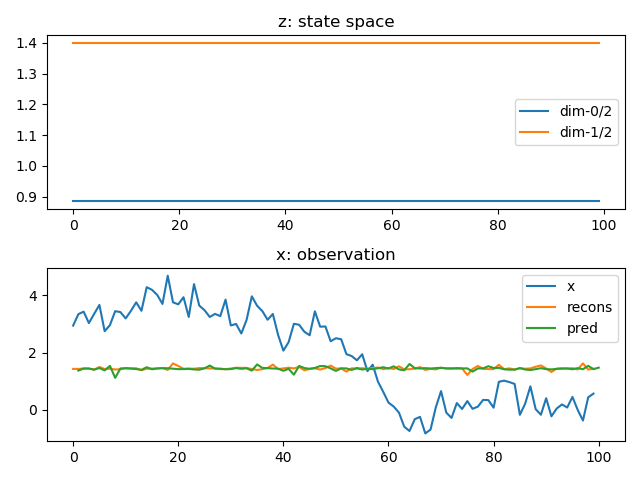 z: state space
1.4
1.3
1.2
1.1
1.0
0.9
dim-0/2
dim-1/2
0 20 40 60 80 100
x: observation
4
2
0
x
recons
pred
0 20 40 60 80 100